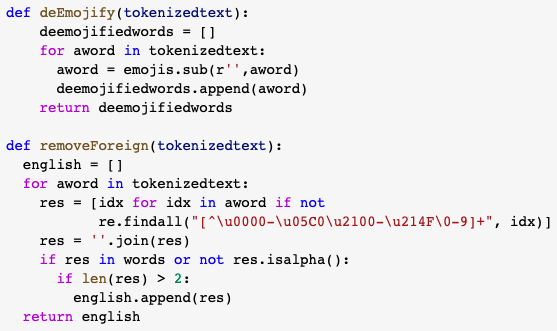 def deEmojify(tokenizedtext):
    deemojifiedwords = []
    for aword in tokenizedtext:
      aword = emojis.sub(r'',aword)
      deemojifiedwords.append(aword)
    return deemojifiedwords

def removeForeign(tokenizedtext):
  english = []
  for aword in tokenizedtext:
    res = [idx for idx in aword if not
           re.findall("[^\u0000-\u05C0\u2100-\u214F\0-9]+", idx)]
    res = ''.join(res)
    if res in words or not res.isalpha():
      if len(res) > 2:
        english.append(res)
  return english